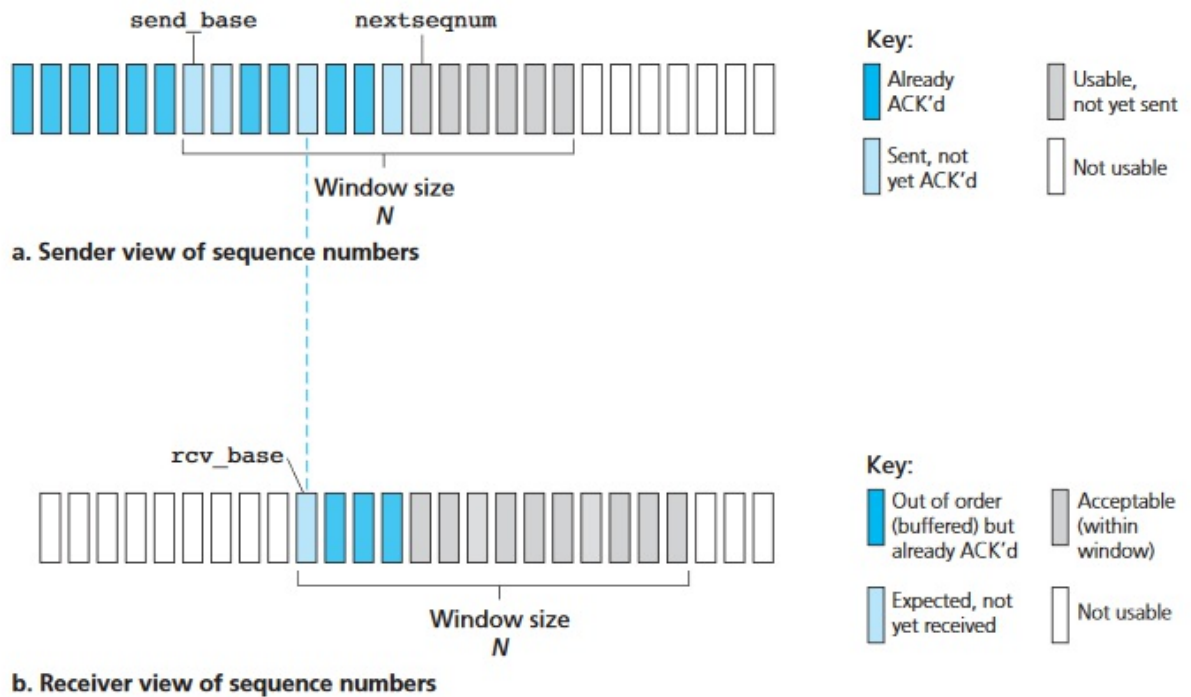 send_base
nextseqnum
Key:
Already
ACK'd
Usable,
not yet sent
Sent, not
yet ACK'd
Not usable
Window size
N
a. Sender view of sequence numbers
rcv_base
Key:
Out of order
(buffered) but
already ACK'd
Acceptable
(within
window)
Expected, not
yet received
Not usable
Window size
N
b. Receiver view of sequence numbers